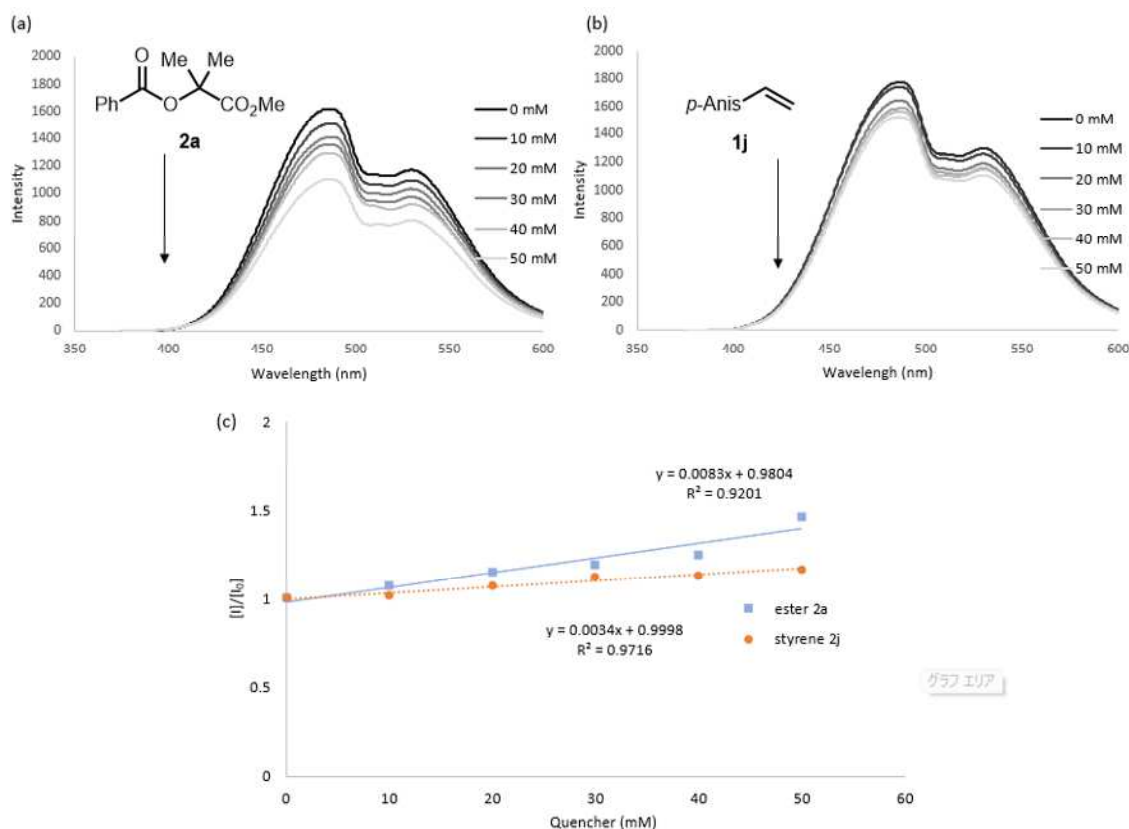 (a)
2000
1800
1600
1400
1200
1000
800
600
400
200
0
Intensity
O
Me Me
Ph O CO₂Me
2a
0 mM
10 mM
20 mM
30 mM
40 mM
50 mM
350 400 450 500 550 600
Wavelength (nm)
(b)
2000
1800
1600
1400
1200
1000
800
600
400
200
0
Intensity
p-Anis
1j
0 mM
10 mM
20 mM
30 mM
40 mM
50 mM
350 400 450 500 550 600
Wavelengh (nm)
(c)
2
1.5
1
0.5
0
[I]/[I₀]
y = 0.0083x + 0.9804
R² = 0.9201
y = 0.0034x + 0.9998
R² = 0.9716
ester 2a
styrene 2j
グラフ エリア
0 10 20 30 40 50 60
Quencher (mM)